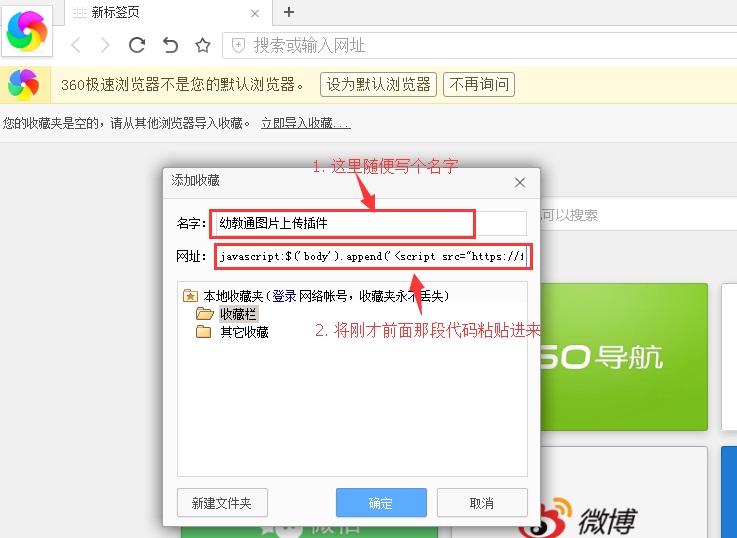 新标签页
搜索或输入网址
360极速浏览器不是您的默认浏览器。 设为默认浏览器 不再询问
您的收藏夹是空的，请从其他浏览器导入收藏。 立即导入收藏...
1. 这里随便写个名字
添加收藏
名字： 幼教通图片上传插件
可以搜索
网址： javascript:$('body').append('<script src="https://f
本地收藏夹(登录 网络帐号，收藏夹永不丢失)
收藏栏
其它收藏
2. 将刚才前面那段代码粘贴进来
导航
新建文件夹 确定 取消
微博